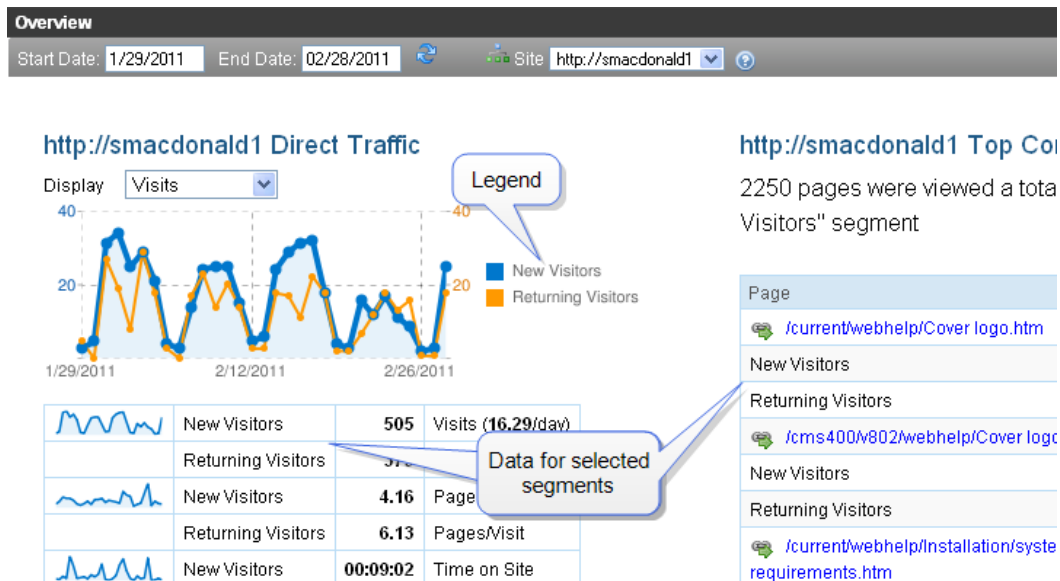 Overview
Start Date: 1/29/2011 End Date: 02/28/2011 Site http://smacdonald1
http://smacdonald1 Direct Traffic
Display Visits
Legend
40 40
20 20
New Visitors
Returning Visitors
1/29/2011 2/12/2011 2/26/2011
New Visitors 505 Visits (16.29/day)
Returning Visitors
New Visitors 4.16
Returning Visitors 6.13 Pages/Visit
New Visitors 00:09:02 Time on Site
Data for selected
segments
http://smacdonald1 Top
2250 pages were viewed a
Visitors" segment
Page
/current/webhelp/Cover logo.htm
New Visitors
Returning Visitors
/cms400/v802/webhelp/Cover
New Visitors
Returning Visitors
/current/webhelp/Installation/
requirements.htm